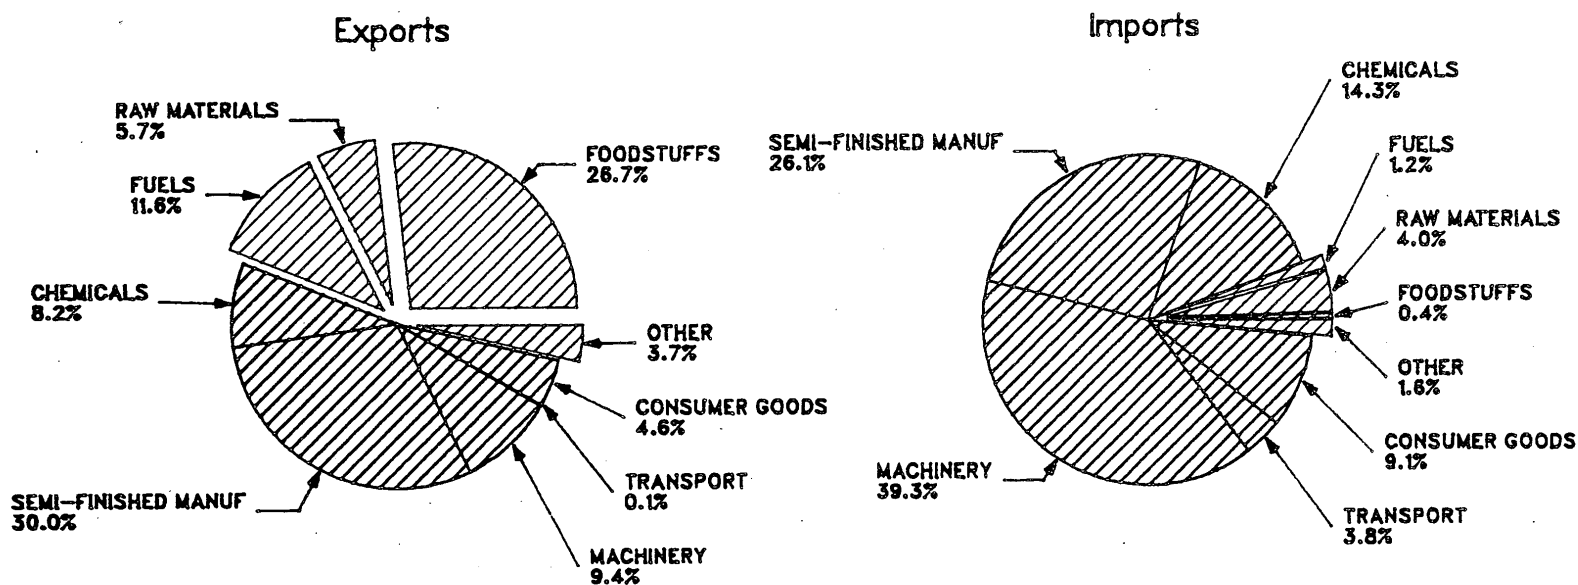 Exports
RAW MATERIALS
5.7%
FOODSTUFFS
26.7%
FUELS
11.6%
CHEMICALS
8.2%
OTHER
3.7%
CONSUMER GOODS
4.6%
TRANSPORT
0.1%
SEMI-FINISHED MANUF
30.0%
MACHINERY
9.4%
Imports
CHEMICALS
14.3%
SEMI-FINISHED MANUF
26.1%
FUELS
1.2%
RAW MATERIALS
4.0%
FOODSTUFFS
0.4%
OTHER
1.6%
CONSUMER GOODS
9.1%
MACHINERY
39.3%
TRANSPORT
3.8%